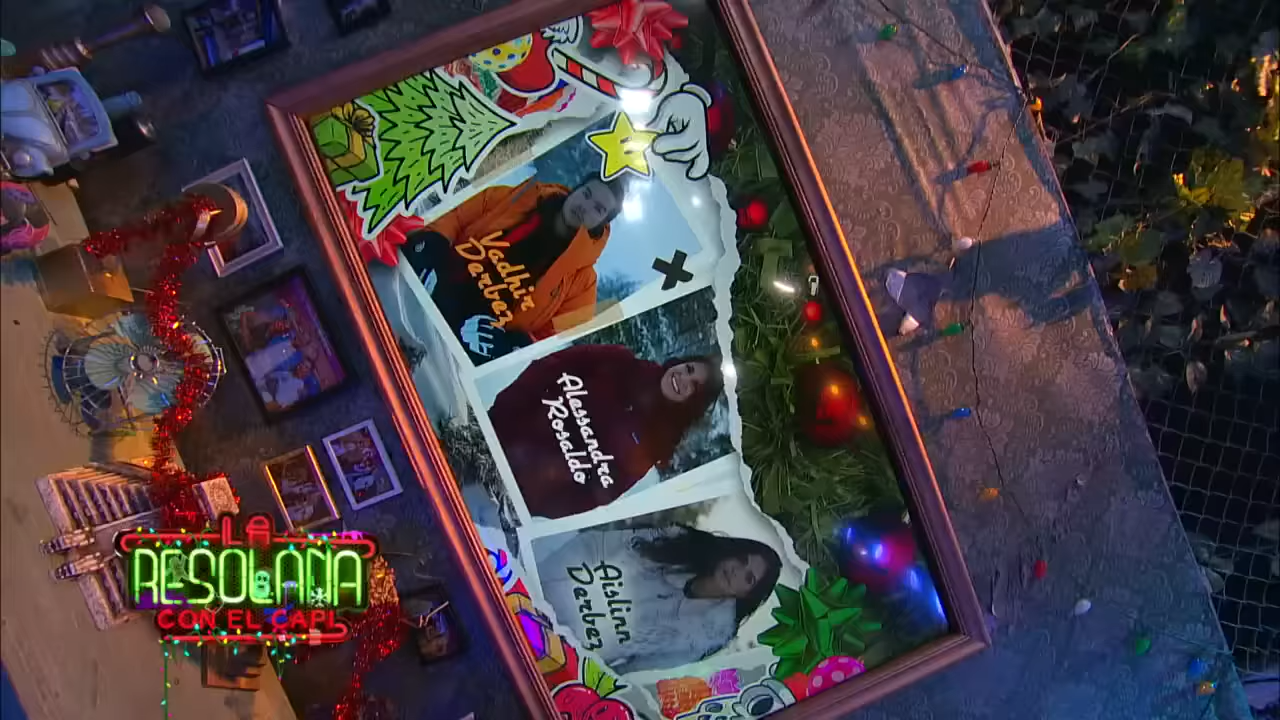 Vadhir
Derbez
Alessandra
Rosaldo
Aislinn
Derbez
LA
RESOLANA
CON EL CAPI